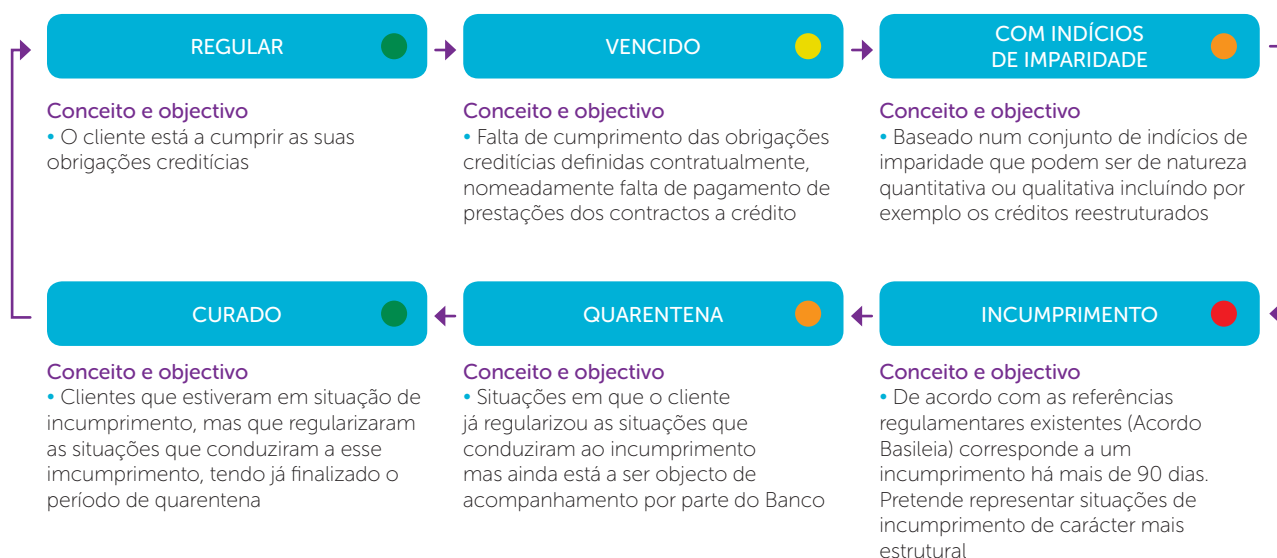 REGULAR
VENCIDO
COM INDÍCIOS
DE IMPARIDADE
Conceito e objectivo
• O cliente está a cumprir as suas
obrigações creditícias
Conceito e objectivo
• Falta de cumprimento das obrigações
creditícias definidas contratualmente,
nomeadamente falta de pagamento de
prestações dos contractos a crédito
Conceito e objectivo
• Baseado num conjunto de indícios de
imparidade que podem ser de natureza
quantitativa ou qualitativa incluíndo por
exemplo os créditos reestruturados
CURADO
QUARENTENA
INCUMPRIMENTO
Conceito e objectivo
• Clientes que estiveram em situação de
incumprimento, mas que regularizaram
as situações que conduziram a esse
imcumprimento, tendo já finalizado o
período de quarentena
Conceito e objectivo
• Situações em que o cliente
já regularizou as situações que
conduziram ao incumprimento
mas ainda está a ser objecto de
acompanhamento por parte do Banco
Conceito e objectivo
• De acordo com as referências
regulamentares existentes (Acordo
Basileia) corresponde a um
incumprimento há mais de 90 dias.
Pretende representar situações de
incumprimento de carácter mais
estrutural